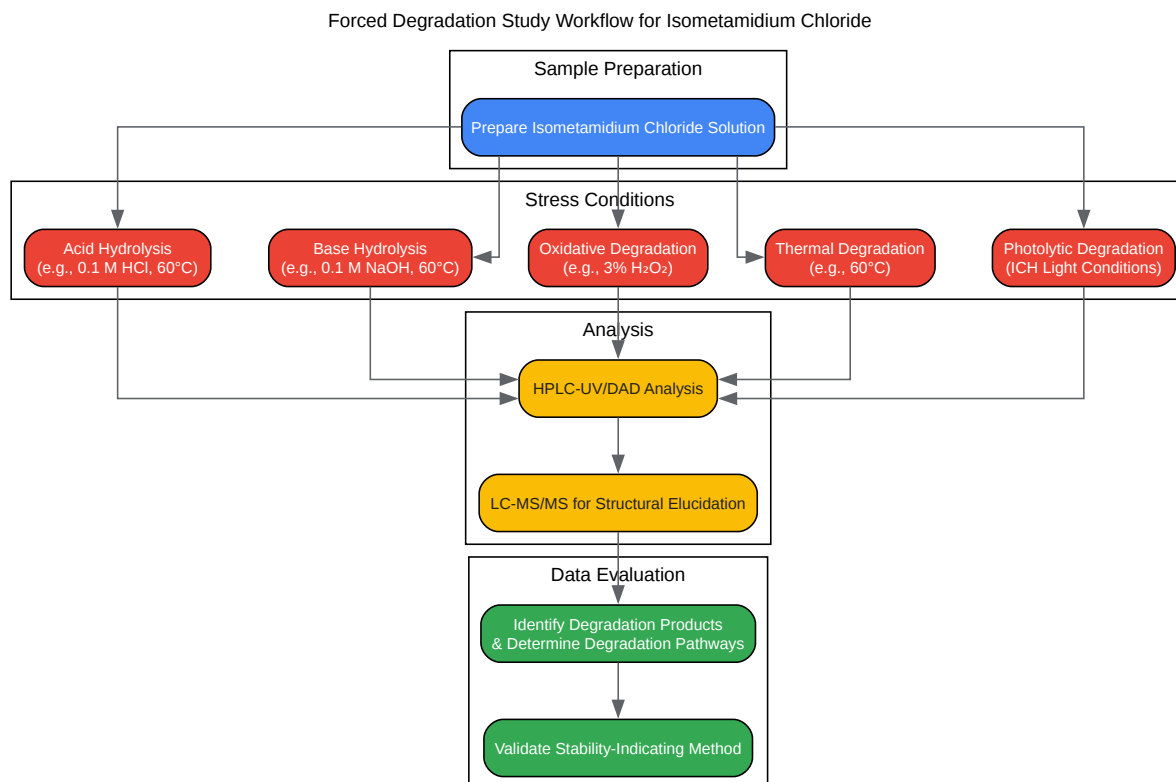 Forced Degradation Study Workflow for Isometamidium Chloride
Sample Preparation
Prepare Isometamidium Chloride Solution
Stress Conditions
Acid Hydrolysis
(e.g., 0.1 M HCl, 60°C)
Base Hydrolysis
(e.g., 0.1 M NaOH, 60°C)
Oxidative Degradation
(e.g., 3% H₂O₂)
Thermal Degradation
(e.g., 60°C)
Photolytic Degradation
(ICH Light Conditions)
Analysis
HPLC-UV/DAD Analysis
LC-MS/MS for Structural Elucidation
Data Evaluation
Identify Degradation Products
& Determine Degradation Pathways
Validate Stability-Indicating Method